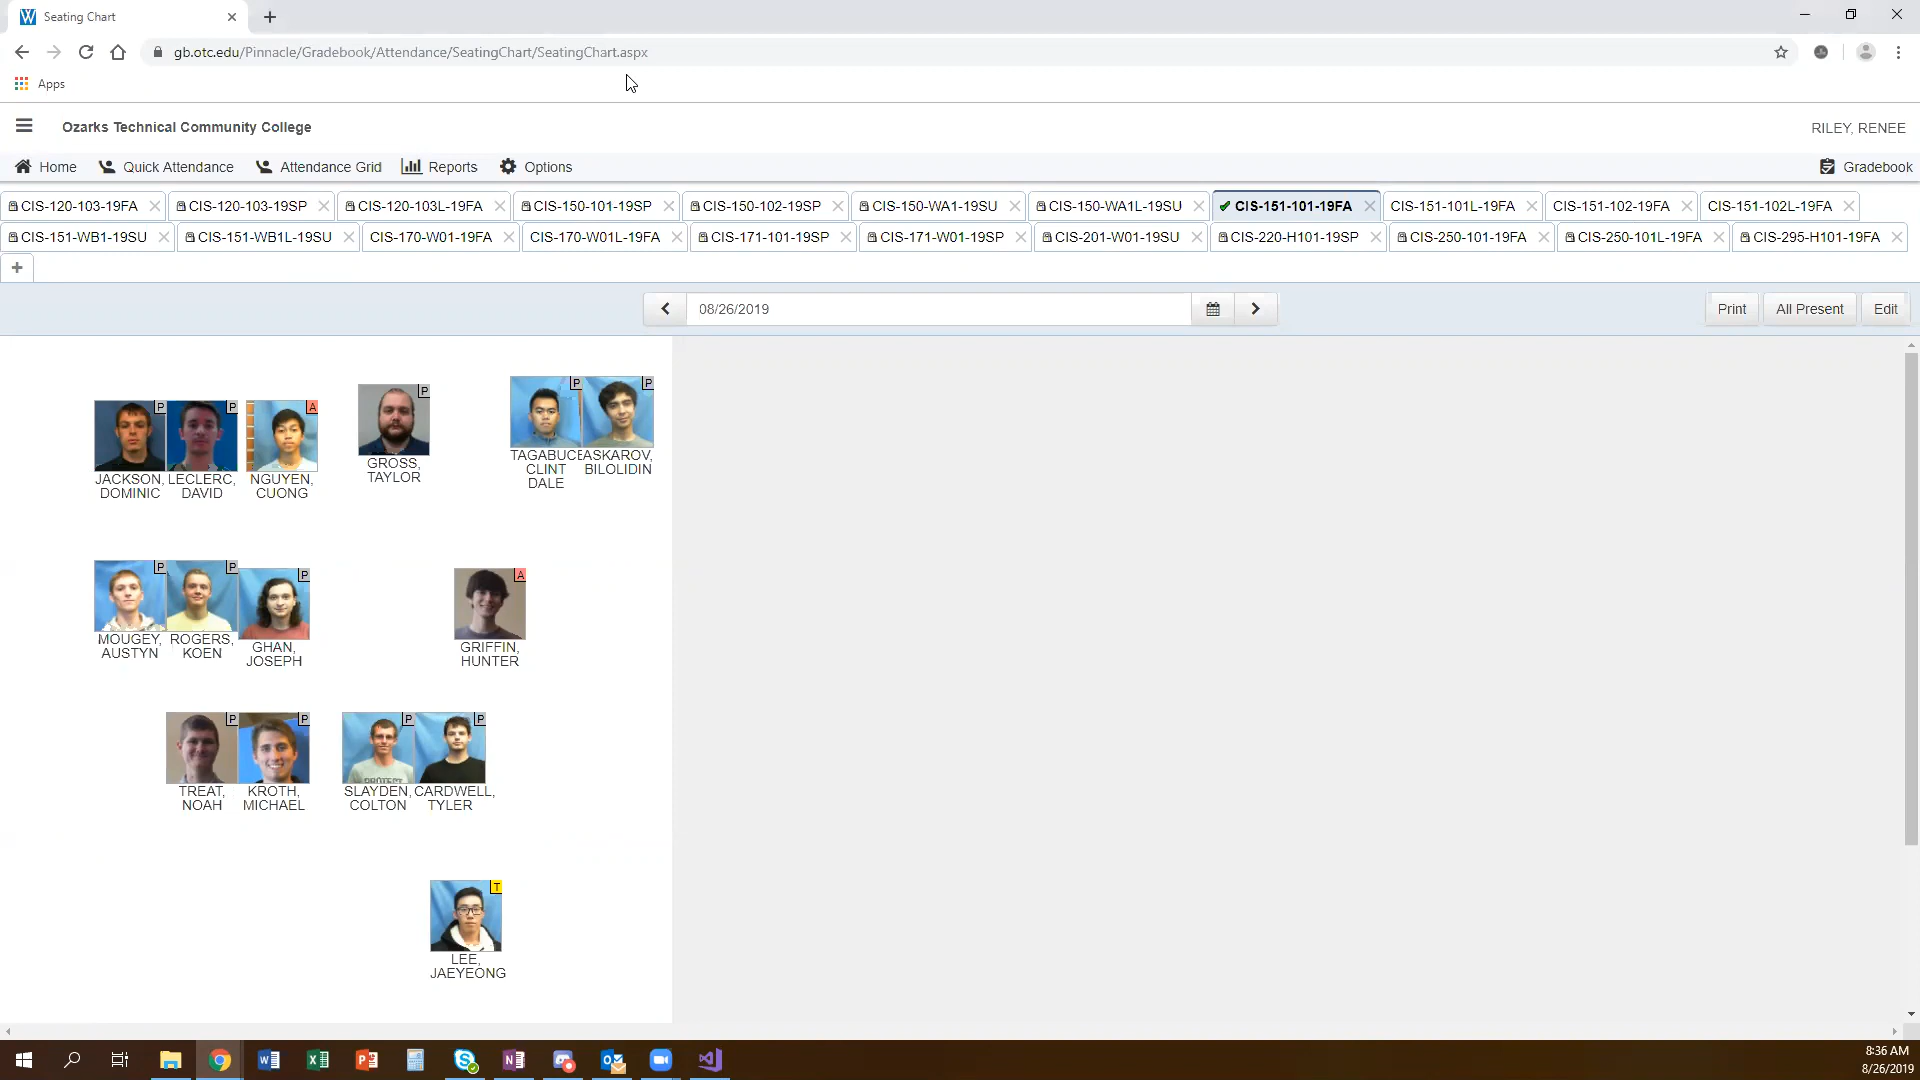 Seating Chart
gb.otc.edu/Pinnacle/Gradebook/Attendance/SeatingChart/SeatingChart.aspx
Apps
Ozarks Technical Community College
RILEY, RENEE
Home Quick Attendance Attendance Grid Reports Options Gradebook
CIS-120-103-19FA CIS-120-103-19SP CIS-120-103L-19FA CIS-150-101-19SP CIS-150-102-19SP CIS-150-WA1-19SU CIS-150-WA1L-19SU CIS-151-101-19FA CIS-151-101L-19FA CIS-151-102-19FA CIS-151-102L-19FA
CIS-151-WB1-19SU CIS-151-WB1L-19SU CIS-170-W01-19FA CIS-170-W01L-19FA CIS-171-101-19SP CIS-171-W01-19SP CIS-201-W01-19SU CIS-220-H101-19SP CIS-250-101-19FA CIS-250-101L-19FA CIS-295-H101-19FA
08/26/2019
Print All Present Edit
P P A P P P
JACKSON, DOMINIC
LECLERC, DAVID
NGUYEN, CUONG
GROSS, TAYLOR
TAGABUCE CLINT DALE
ASKAROV, BILOLIDIN
P P P A
MOUGEY, AUSTYN
ROGERS, KOEN
GHAN, JOSEPH
GRIFFIN, HUNTER
P P P P
TREAT, NOAH
KROTH, MICHAEL
SLAYDEN, COLTON
CARDWELL, TYLER
T
LEE, JAEYEONG
8:36 AM
8/26/2019